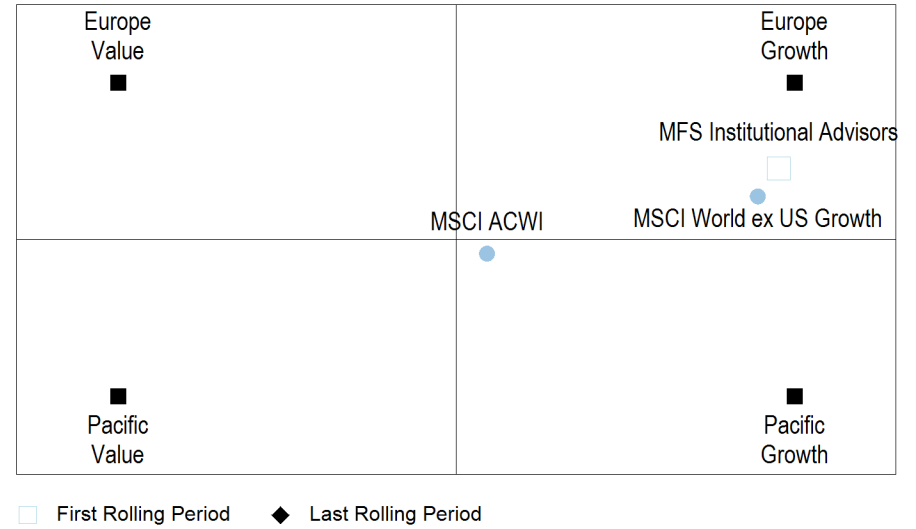 Europe
Value
Europe
Growth
MFS Institutional Advisors
MSCI ACWI
MSCI World ex US Growth
Pacific
Value
Pacific
Growth
First Rolling Period
Last Rolling Period